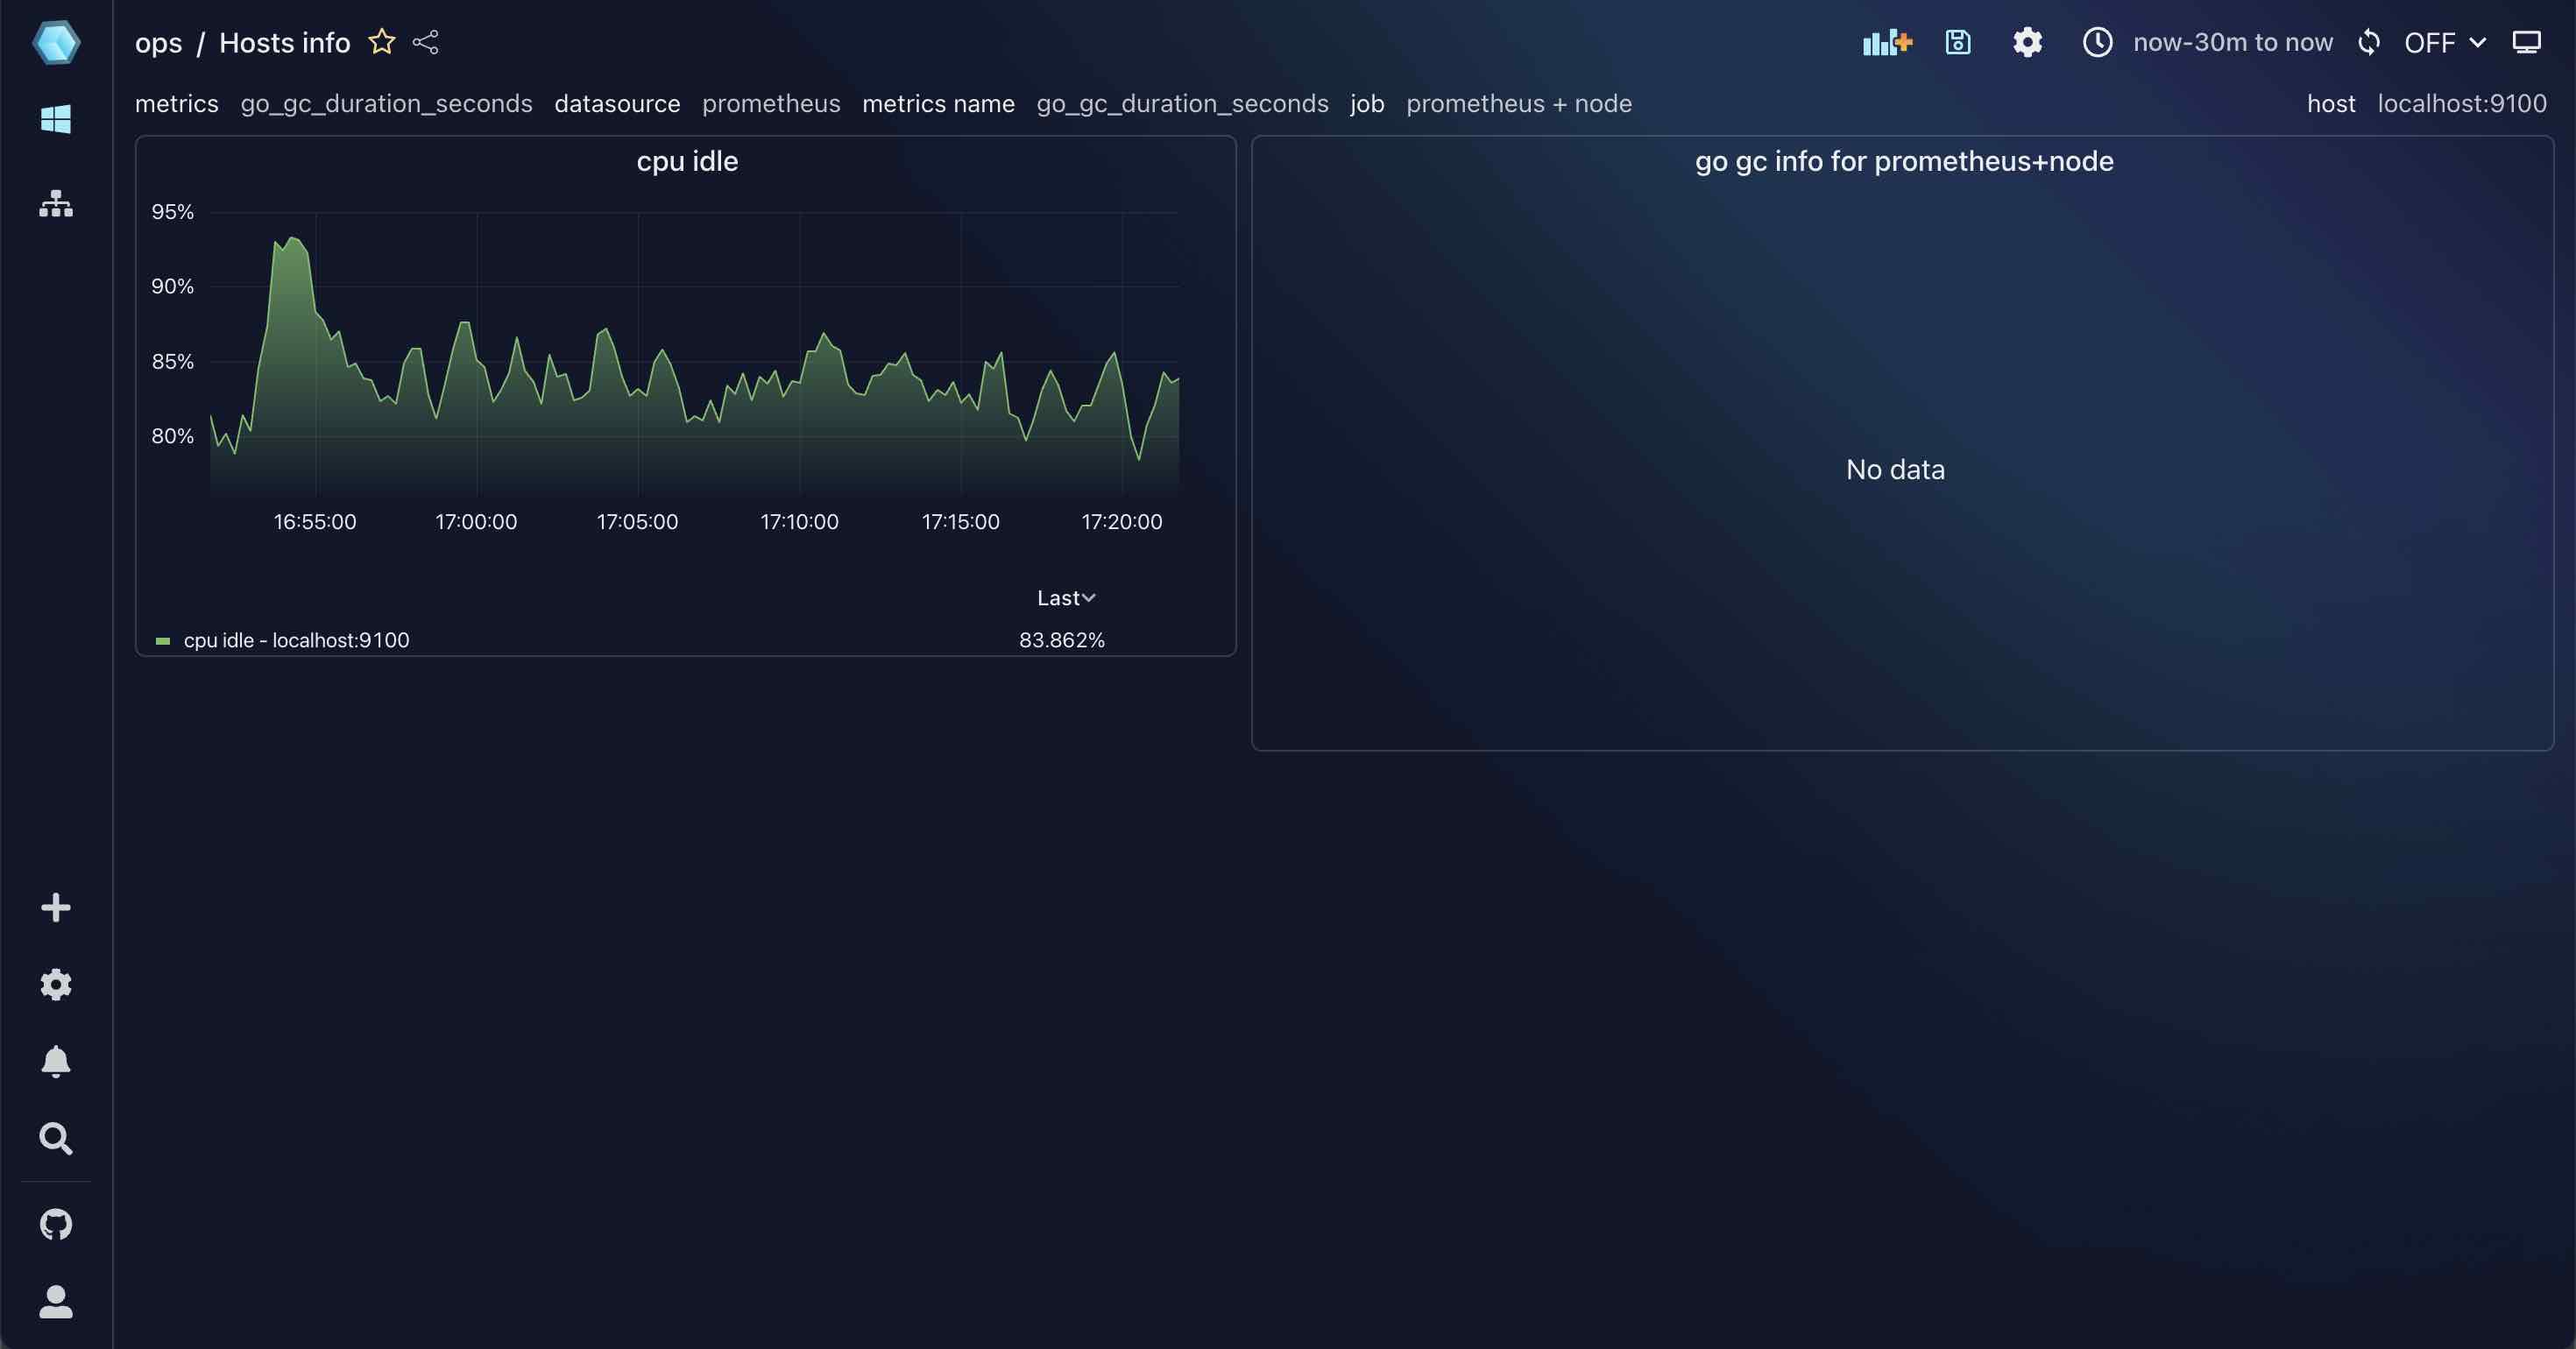 ops / Hosts info
now-30m to now
OFF
metrics go_gc_duration_seconds datasource prometheus metrics name go_gc_duration_seconds job prometheus + node
host localhost:9100
cpu idle
95%
90%
85%
80%
16:55:00 17:00:00 17:05:00 17:10:00 17:15:00 17:20:00
Last
cpu idle - localhost:9100 83.862%
go gc info for prometheus+node
No data